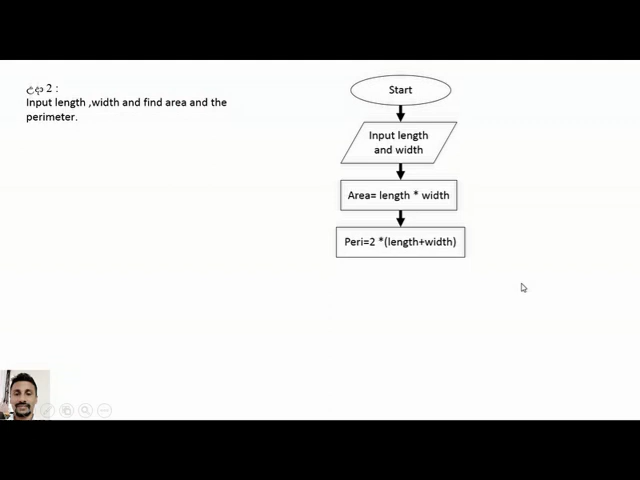 උදා 2 :
Input length ,width and find area and the
perimeter.
Start
Input length
and width
Area= length * width
Peri=2 *(length+width)